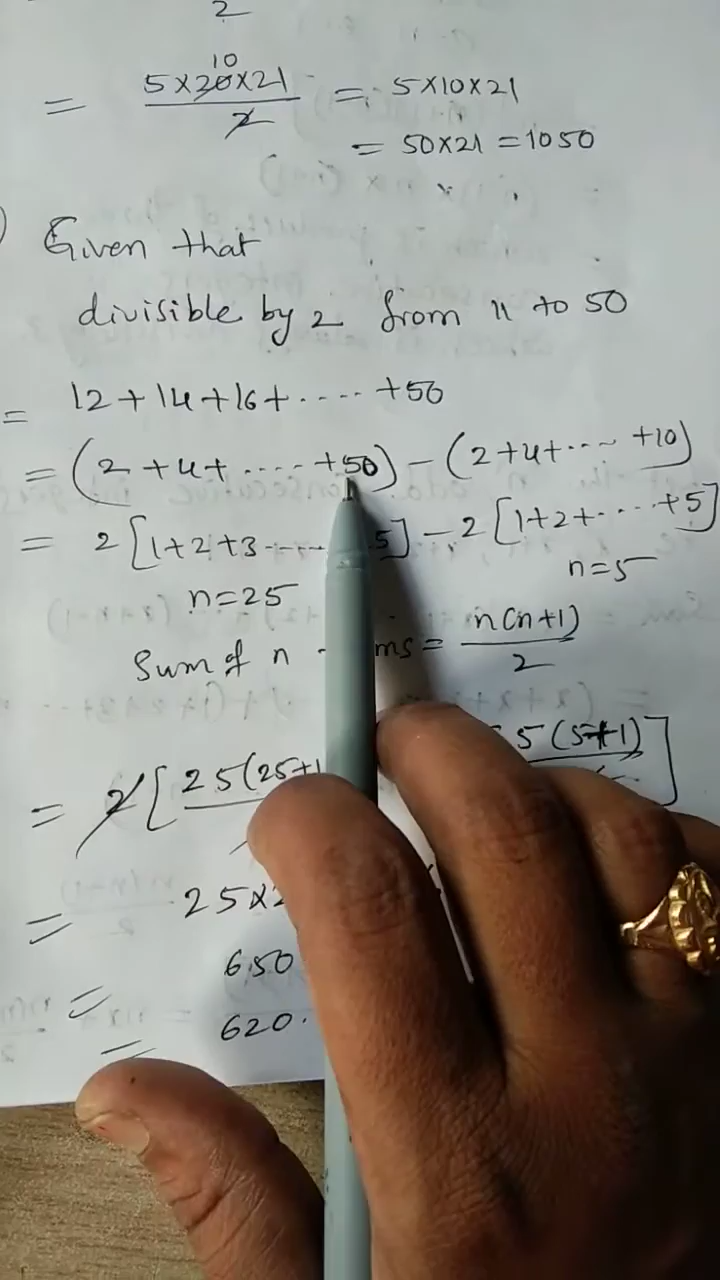 2
10
= 5×20×21 / 2 = 5×10×21
= 50×21 = 1050
) Given that
divisible by 2 from 11 to 50
= 12+14+16+.....+50
= (2+4+.....+50)-(2+4+.....+10)
= 2[1+2+3...... 5]-2[1+2+.....+5]
n=25 n=5
Sum of n ms = n(n+1) / 2
= 2[25(25+1 5(5+1)]
= 25×2
= 650
= 620.